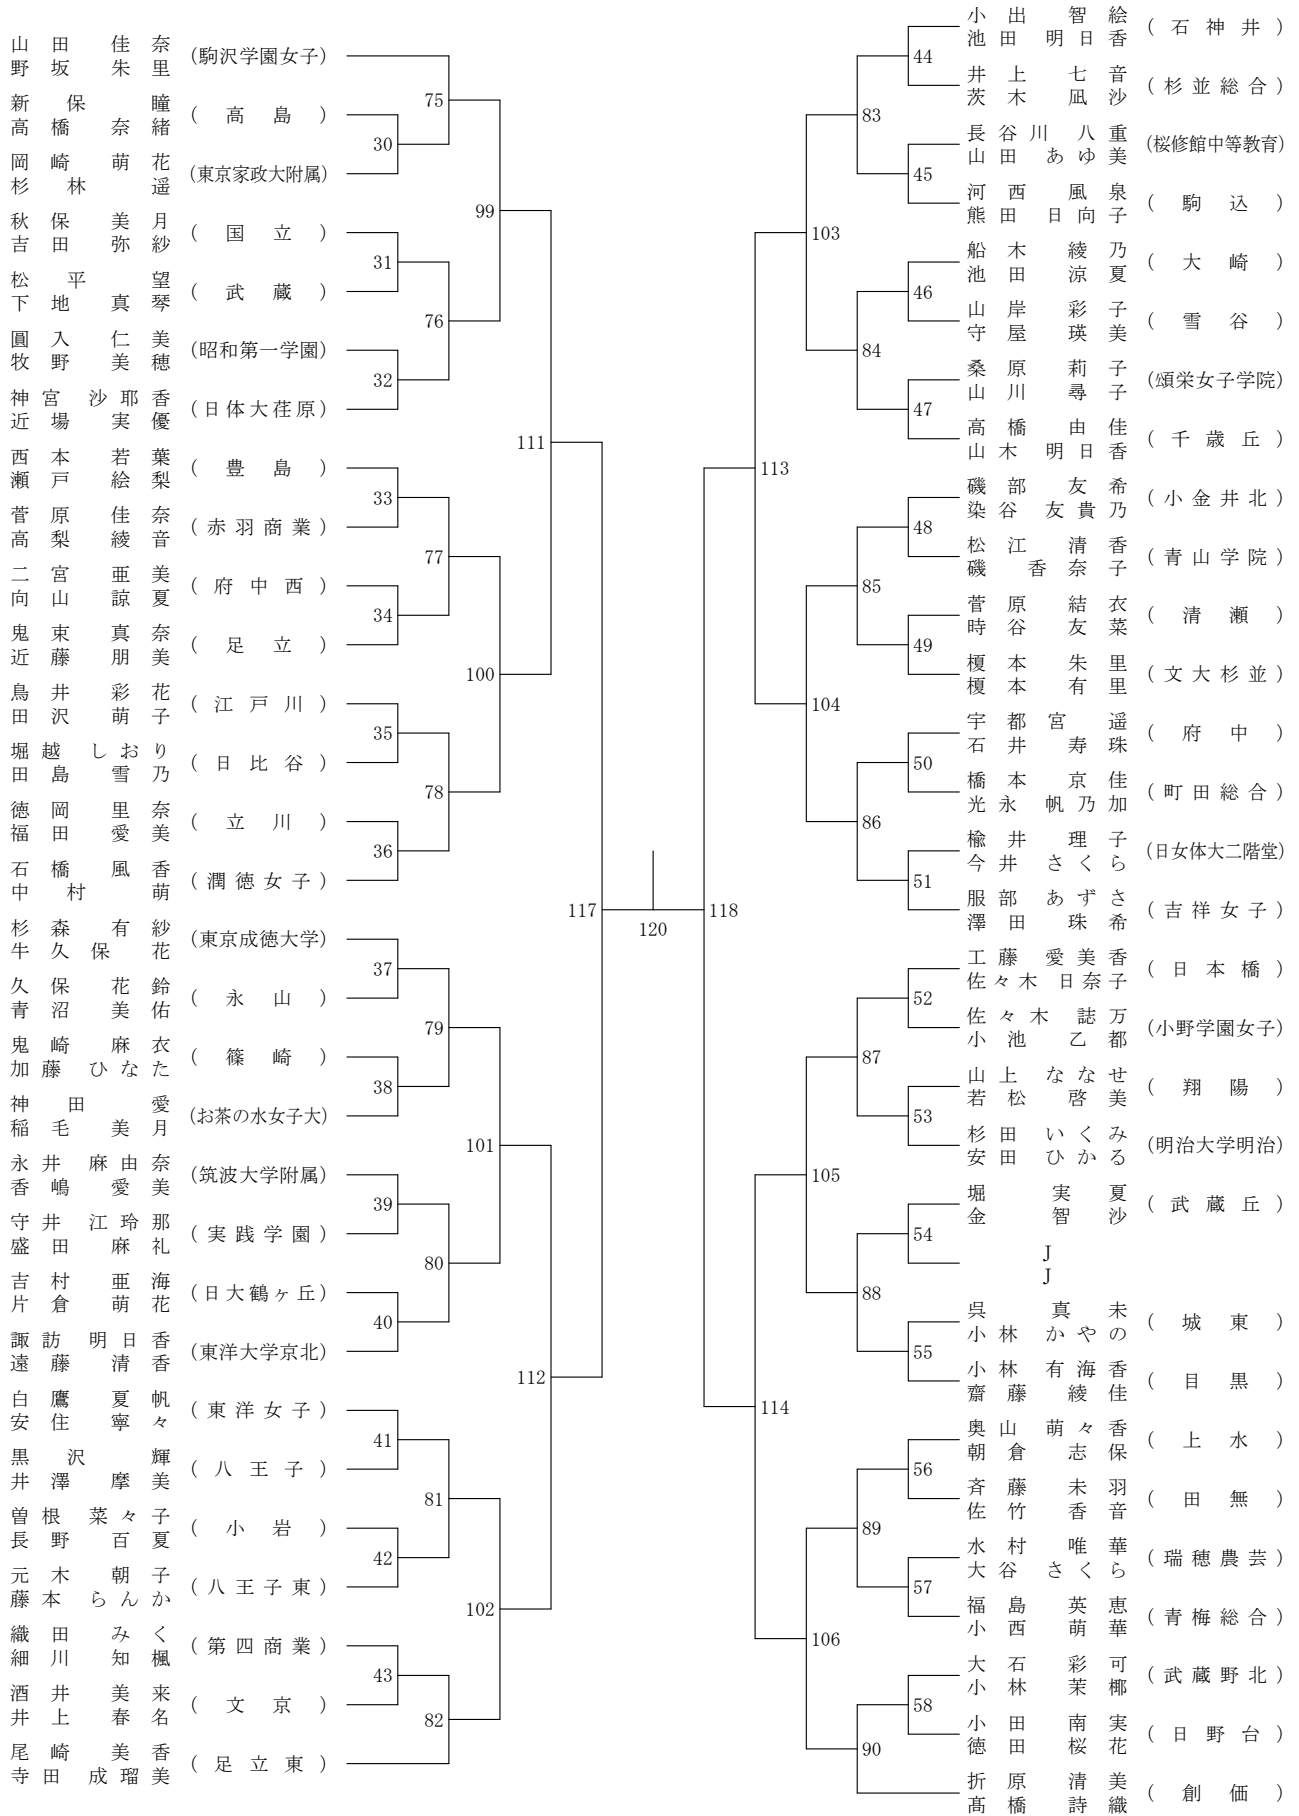 山田 佳奈
野坂 朱里 (駒沢学園女子)
新保 瞳
高橋 奈緒 (高島)
岡崎 萌花
杉林 遥 (東京家政大附属)
秋保 美月
吉田 弥紗 (国立)
松平 望
下地 真琴 (武蔵)
圓入 仁美
牧野 美穂 (昭和第一学園)
神宮 沙耶香
近場 実優 (日体大荏原)
西本 若葉
瀬戸 絵梨 (豊島)
菅原 佳奈
高梨 綾音 (赤羽商業)
二宮 亜美
向山 諒夏 (府中西)
鬼束 真奈
近藤 朋美 (足立)
鳥井 彩花
田沢 萌子 (江戸川)
堀越 しおり
田島 雪乃 (日比谷)
徳岡 里奈
福田 愛美 (立川)
石橋 風香
中村 萌 (潤徳女子)
杉森 有紗
牛久保 花 (東京成徳大学)
久保 花鈴
青沼 美佑 (永山)
鬼崎 麻衣
加藤 ひなた (篠崎)
神田 愛
稲毛 美月 (お茶の水女子大)
永井 麻由奈
香嶋 愛美 (筑波大学附属)
守井 江玲那
盛田 麻礼 (実践学園)
吉村 亜海
片倉 萌花 (日大鶴ヶ丘)
諏訪 明日香
遠藤 清香 (東洋大学京北)
白鷹 夏帆
安住 寧々 (東洋女子)
黒沢 輝
井澤 摩美 (八王子)
曽根 菜々子
長野 百夏 (小岩)
元木 朝子
藤本 らんか (八王子東)
織田 みく
細川 知楓 (第四商業)
酒井 美来
井上 春名 (文京)
尾崎 美香
寺田 成瑠美 (足立東)
30
31
32
33
34
35
36
37
38
39
40
41
42
43
75
76
77
78
79
80
81
82
99
100
101
102
111
112
117
120
118
113
114
103
104
105
106
83
84
85
86
87
88
89
90
44
45
46
47
48
49
50
51
52
53
54
55
56
57
58
小出 智絵
池田 明日香 (石神井)
井上 七音
茨木 凪沙 (杉並総合)
長谷川 八重
山田 あゆ美 (桜修館中等教育)
河西 風泉
熊田 日向子 (駒込)
船木 綾乃
池田 涼夏 (大崎)
山岸 彩子
守屋 瑛美 (雪谷)
桑原 莉子
山川 尋子 (頌栄女子学院)
高橋 由佳
山木 明日香 (千歳丘)
磯部 友希
染谷 友貴乃 (小金井北)
松江 清香
磯 香奈子 (青山学院)
菅原 結衣
時谷 友菜 (清瀬)
榎本 朱里
榎本 有里 (文大杉並)
宇都宮 遥
石井 寿珠 (府中)
橋本 京佳
光永 帆乃加 (町田総合)
楡井 理子
今井 さくら (日女体大二階堂)
服部 あずさ
澤田 珠希 (吉祥女子)
工藤 愛美香
佐々木 日奈子 (日本橋)
佐々木 誌万
小池 乙都 (小野学園女子)
山上 ななせ
若松 啓美 (翔陽)
杉田 いくみ
安田 ひかる (明治大学明治)
堀 実夏
金 智沙 (武蔵丘)
J
J
呉 真未
小林 かやの (城東)
小林 有海香
齋藤 綾佳 (目黒)
奥山 萌々香
朝倉 志保 (上水)
斉藤 未羽
佐竹 香音 (田無)
水村 唯華
大谷 さくら (瑞穂農芸)
福島 英恵
小西 萌華 (青梅総合)
大石 彩可
小林 茉椰 (武蔵野北)
小田 南実
徳田 桜花 (日野台)
折原 清美
髙橋 詩織 (創価)